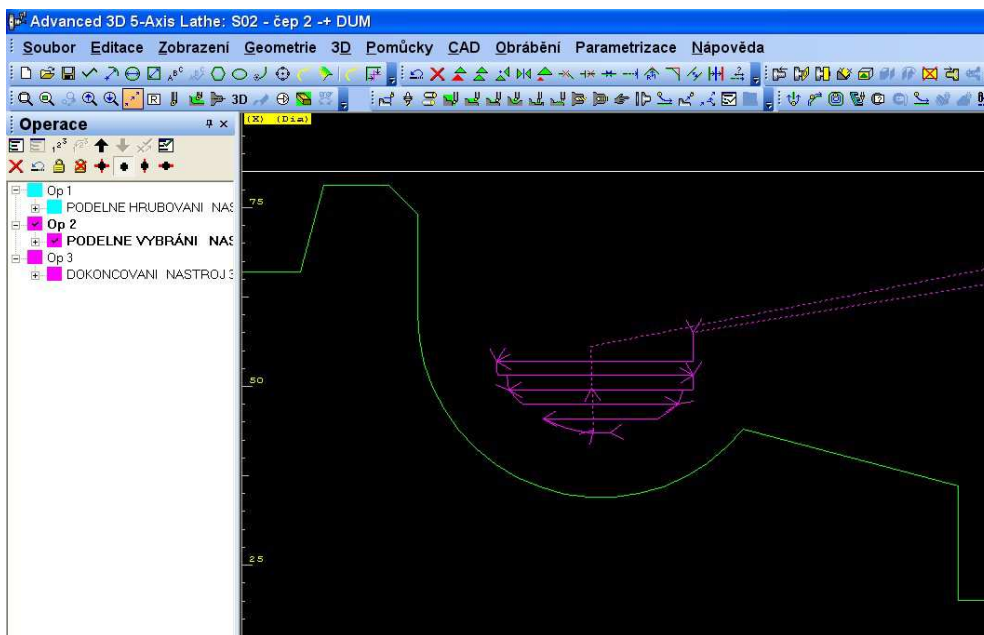 Advanced 3D 5-Axis Lathe: S02 - čep 2 -+ DUM
Soubor Editace Zobrazení Geometrie 3D Pomůcky CAD Obrábění Parametrizace Nápověda
3D
Operace
(X) (Dia)
Op 1
PODELNE HRUBOVANI NAS
Op 2
PODELNE VYBRÁNI NAS
Op 3
DOKONCOVANI NASTROJ 3
75
50
25